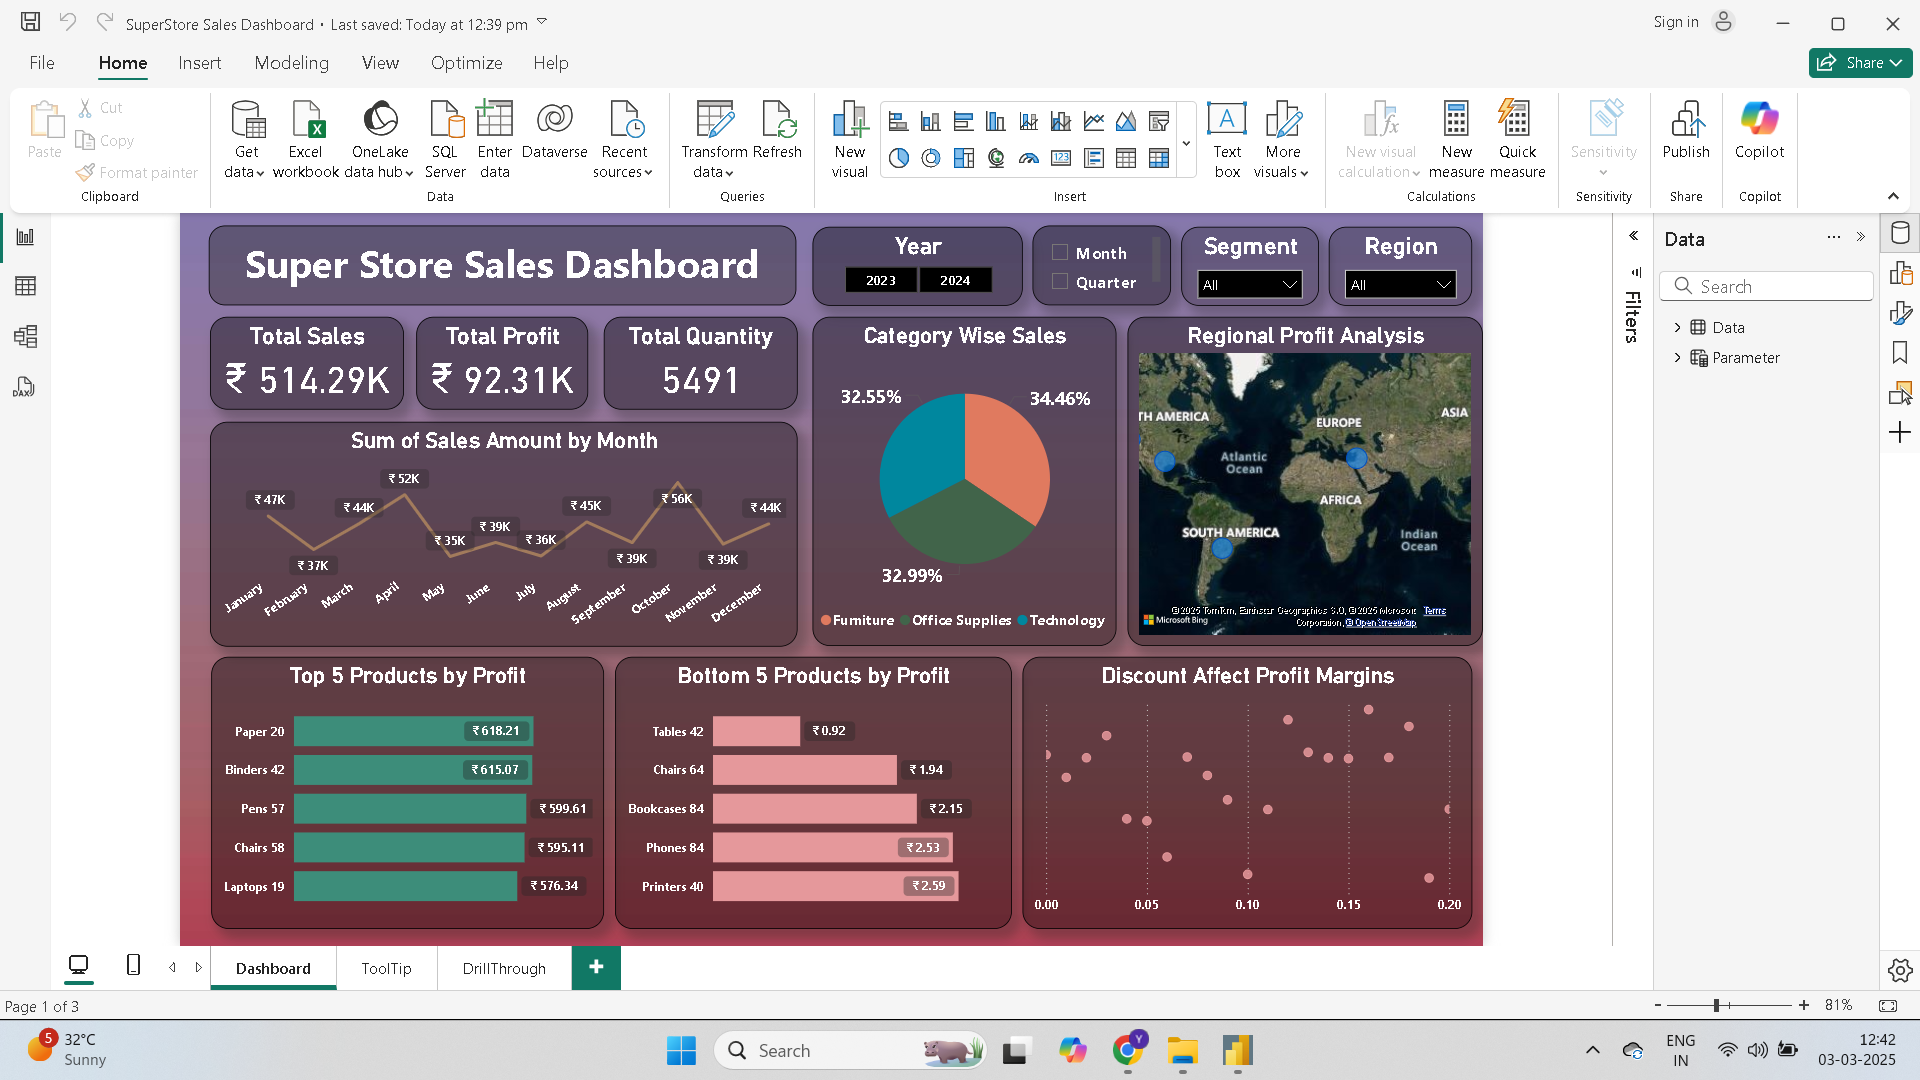 SuperStore Sales Dashboard • Last saved: Today at 12:39 pm
Sign in
File Home Insert Modeling View Optimize Help
Share
Paste
Cut
Copy
Format painter
Clipboard
Get data
Excel workbook
OneLake data hub
SQL Server
Enter data
Dataverse
Recent sources
Data
Transform data
Refresh
Queries
New visual
Text box
More visuals
Insert
New visual calculation
New measure
Quick measure
Calculations
Sensitivity
Sensitivity
Publish
Share
Copilot
Copilot
Super Store Sales Dashboard
Year
2023 2024
Month
Quarter
Segment
All
Region
All
Total Sales
₹ 514.29K
Total Profit
₹ 92.31K
Total Quantity
5491
Sum of Sales Amount by Month
₹ 47K
₹ 37K
₹ 44K
₹ 52K
₹ 35K
₹ 39K
₹ 36K
₹ 45K
₹ 39K
₹ 56K
₹ 39K
₹ 44K
January February March April May June July August September October November December
Category Wise Sales
32.55%
34.46%
32.99%
Furniture Office Supplies Technology
Regional Profit Analysis
TH AMERICA
EUROPE
ASIA
Atlantic Ocean
AFRICA
SOUTH AMERICA
Indian Ocean
© 2025 TomTom, Earthstar Geographics SIO, © 2025 Microsoft Corporation, © OpenStreetMap Terms
Microsoft Bing
Top 5 Products by Profit
Paper 20 ₹ 618.21
Binders 42 ₹ 615.07
Pens 57 ₹ 599.61
Chairs 58 ₹ 595.11
Laptops 19 ₹ 576.34
Bottom 5 Products by Profit
Tables 42 ₹ 0.92
Chairs 64 ₹ 1.94
Bookcases 84 ₹ 2.15
Phones 84 ₹ 2.53
Printers 40 ₹ 2.59
Discount Affect Profit Margins
0.00 0.05 0.10 0.15 0.20
Filters
Data
Search
Data
Parameter
Dashboard ToolTip DrillThrough
Page 1 of 3
81%
5
32°C
Sunny
Search
Y
ENG
IN
12:42
03-03-2025
123
DAX